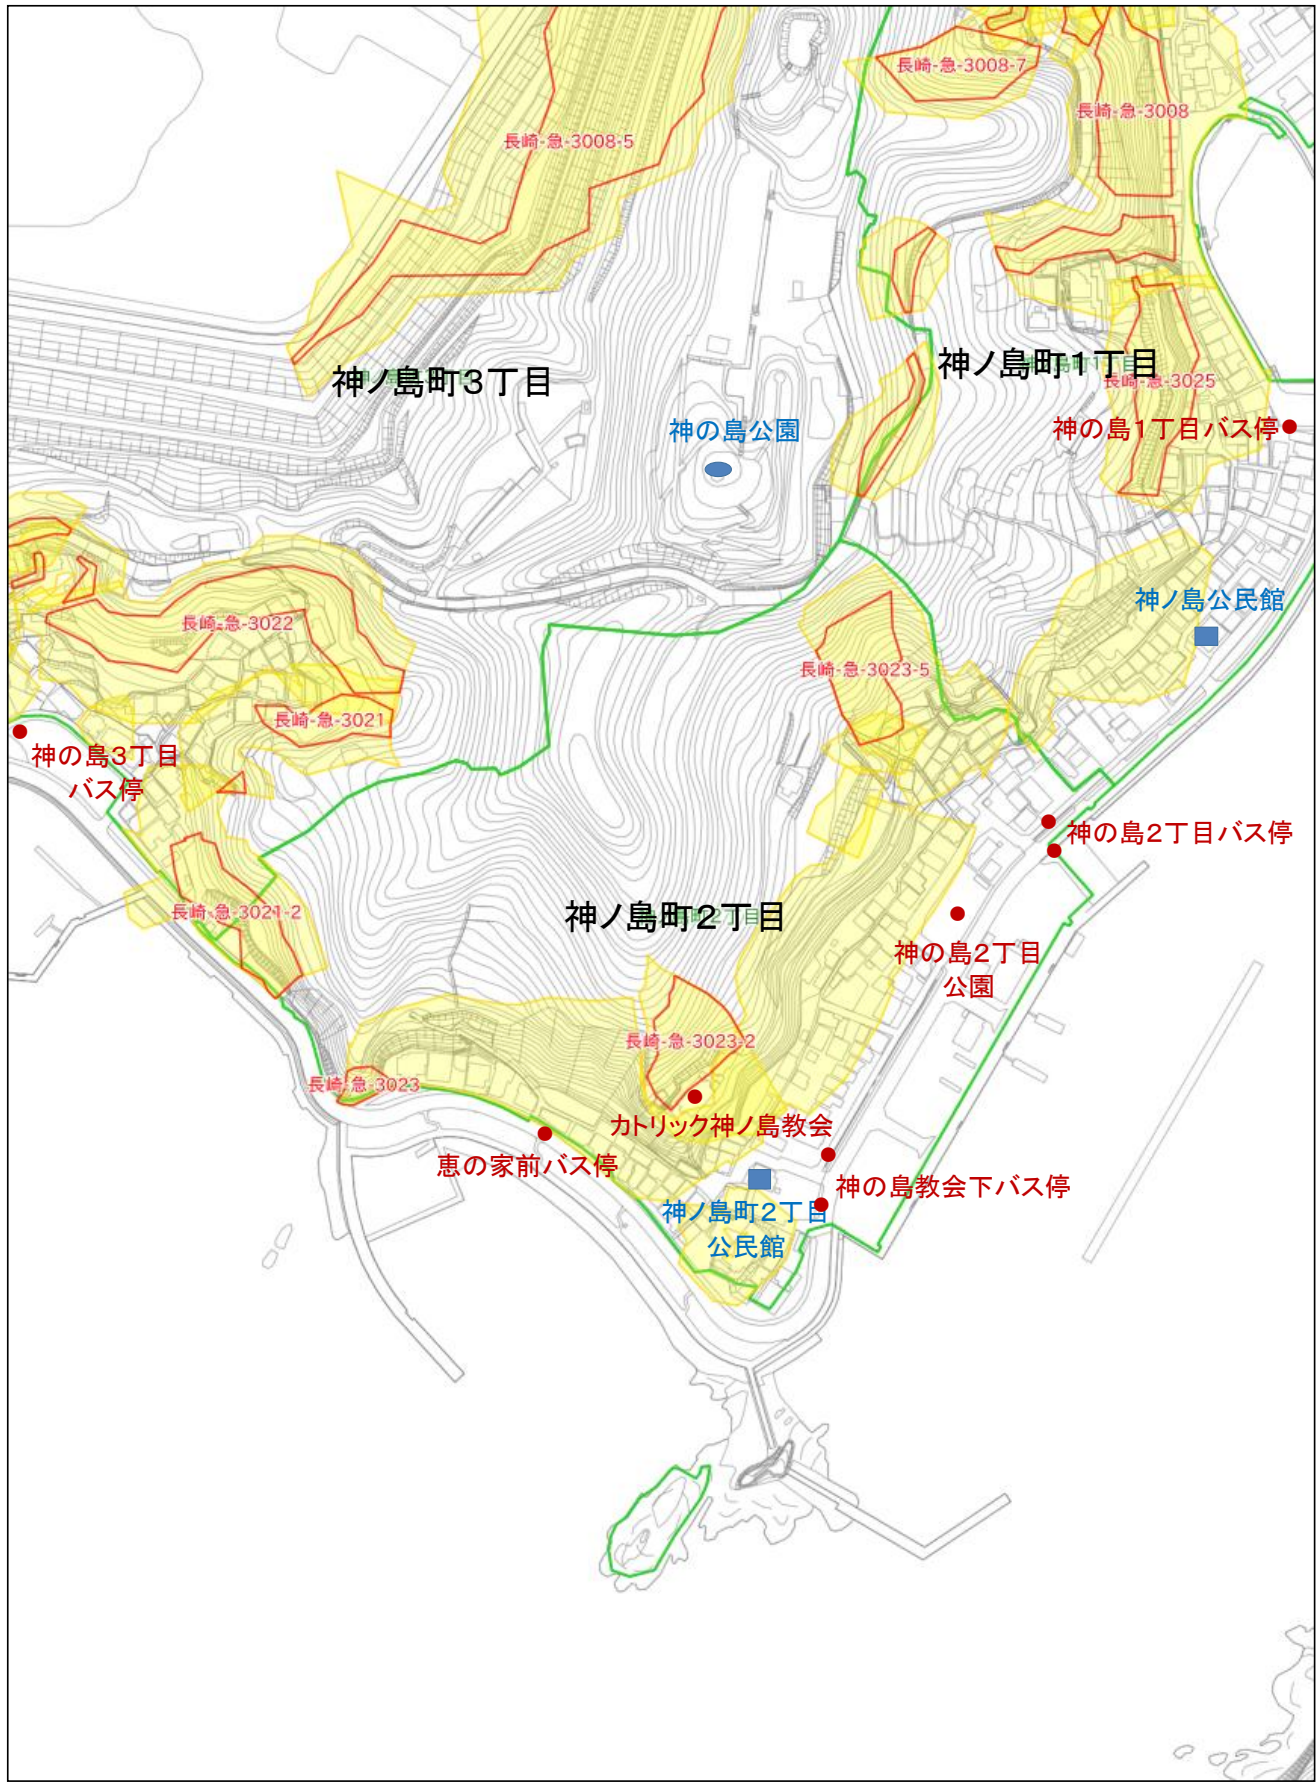 長崎-急-3008-7
長崎-急-3008
長崎-急-3008-5
神ノ島町3丁目
神ノ島町1丁目
長崎-急-3025
神の島公園
神の島1丁目バス停
神ノ島公民館
長崎-急-3022
長崎-急-3023-5
長崎-急-3021
神の島3丁目
バス停
神の島2丁目バス停
長崎-急-3021-2
神ノ島町2丁目
神の島2丁目
公園
長崎-急-3023-2
長崎-急-3023
カトリック神ノ島教会
恵の家前バス停
神の島教会下バス停
神ノ島町2丁目
公民館